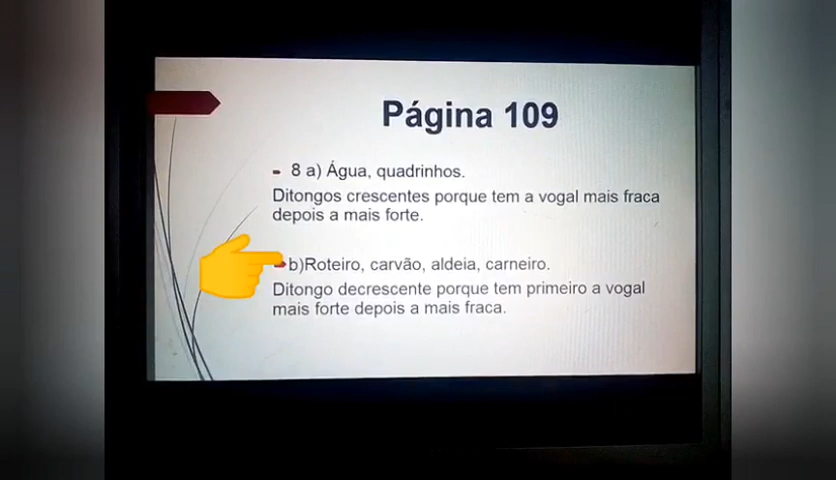 Página 109
8 a) Água, quadrinhos.
Ditongos crescentes porque tem a vogal mais fraca
depois a mais forte.
b)Roteiro, carvão, aldeia, carneiro.
Ditongo decrescente porque tem primeiro a vogal
mais forte depois a mais fraca.